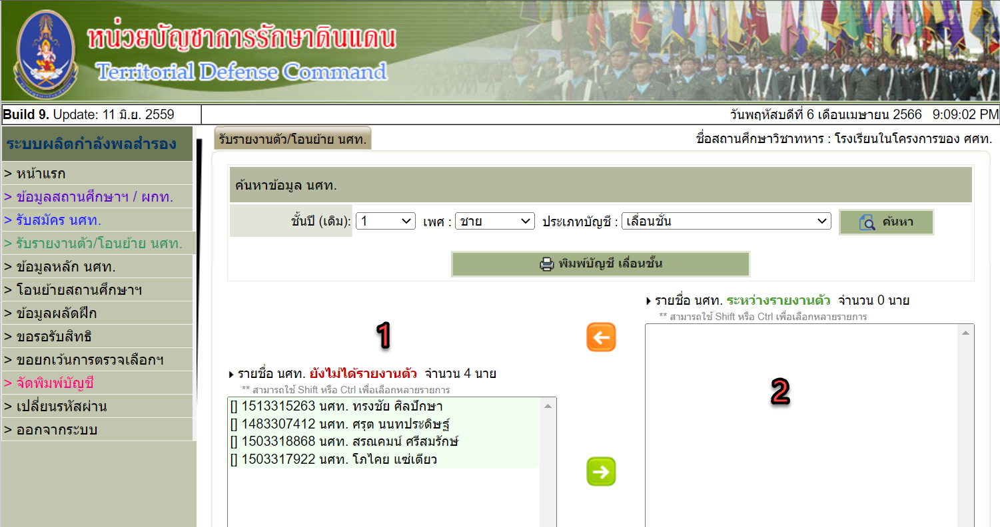 หน่วยบัญชาการรักษาดินแดน
Territorial Defense Command
Build 9. Update: 11 มิ.ย. 2559
วันพฤหัสบดีที่ 6 เดือนเมษายน 2566 9:09:02 PM
ระบบผลิตกำลังพลสำรอง
> หน้าแรก
> ข้อมูลสถานศึกษาฯ / ผกท.
> รับสมัคร นศท.
> รับรายงานตัว/โอนย้าย นศท.
> ข้อมูลหลัก นศท.
> โอนย้ายสถานศึกษาฯ
> ข้อมูลผลัดฝึก
> ขอรอรับสิทธิ
> ขอยกเว้นการตรวจเลือกฯ
> จัดพิมพ์บัญชี
> เปลี่ยนรหัสผ่าน
> ออกจากระบบ
รับรายงานตัว/โอนย้าย นศท.
ชื่อสถานศึกษาวิชาทหาร : โรงเรียนในโครงการของ ศศท.
ค้นหาข้อมูล นศท.
ชั้นปี (เดิม): 1 เพศ : ชาย ประเภทบัญชี : เลื่อนชั้น ค้นหา
พิมพ์บัญชี เลื่อนชั้น
1
รายชื่อ นศท. ยังไม่ได้รายงานตัว จำนวน 4 นาย
** สามารถใช้ Shift หรือ Ctrl เพื่อเลือกหลายรายการ
[] 1513315263 นศท. ทรงชัย ศิลปักษา
[] 1483307412 นศท. ศรุต นนทประดิษฐ์
[] 1503318868 นศท. สรณคมน์ ศรีสมรักษ์
[] 1503317922 นศท. โภไคย แซ่เตียว
รายชื่อ นศท. ระหว่างรายงานตัว จำนวน 0 นาย
** สามารถใช้ Shift หรือ Ctrl เพื่อเลือกหลายรายการ
2